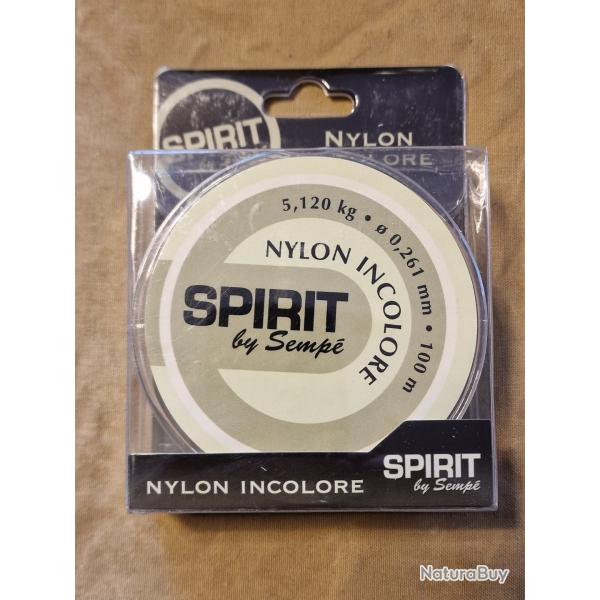 SPIRIT
by
NYLON
INCOLORE
5,120 kg • ø 0,261 mm • 100 m
NYLON INCOLORE
SPIRIT
by Sempé
NYLON INCOLORE
SPIRIT
by Sempé
NaturaBuy